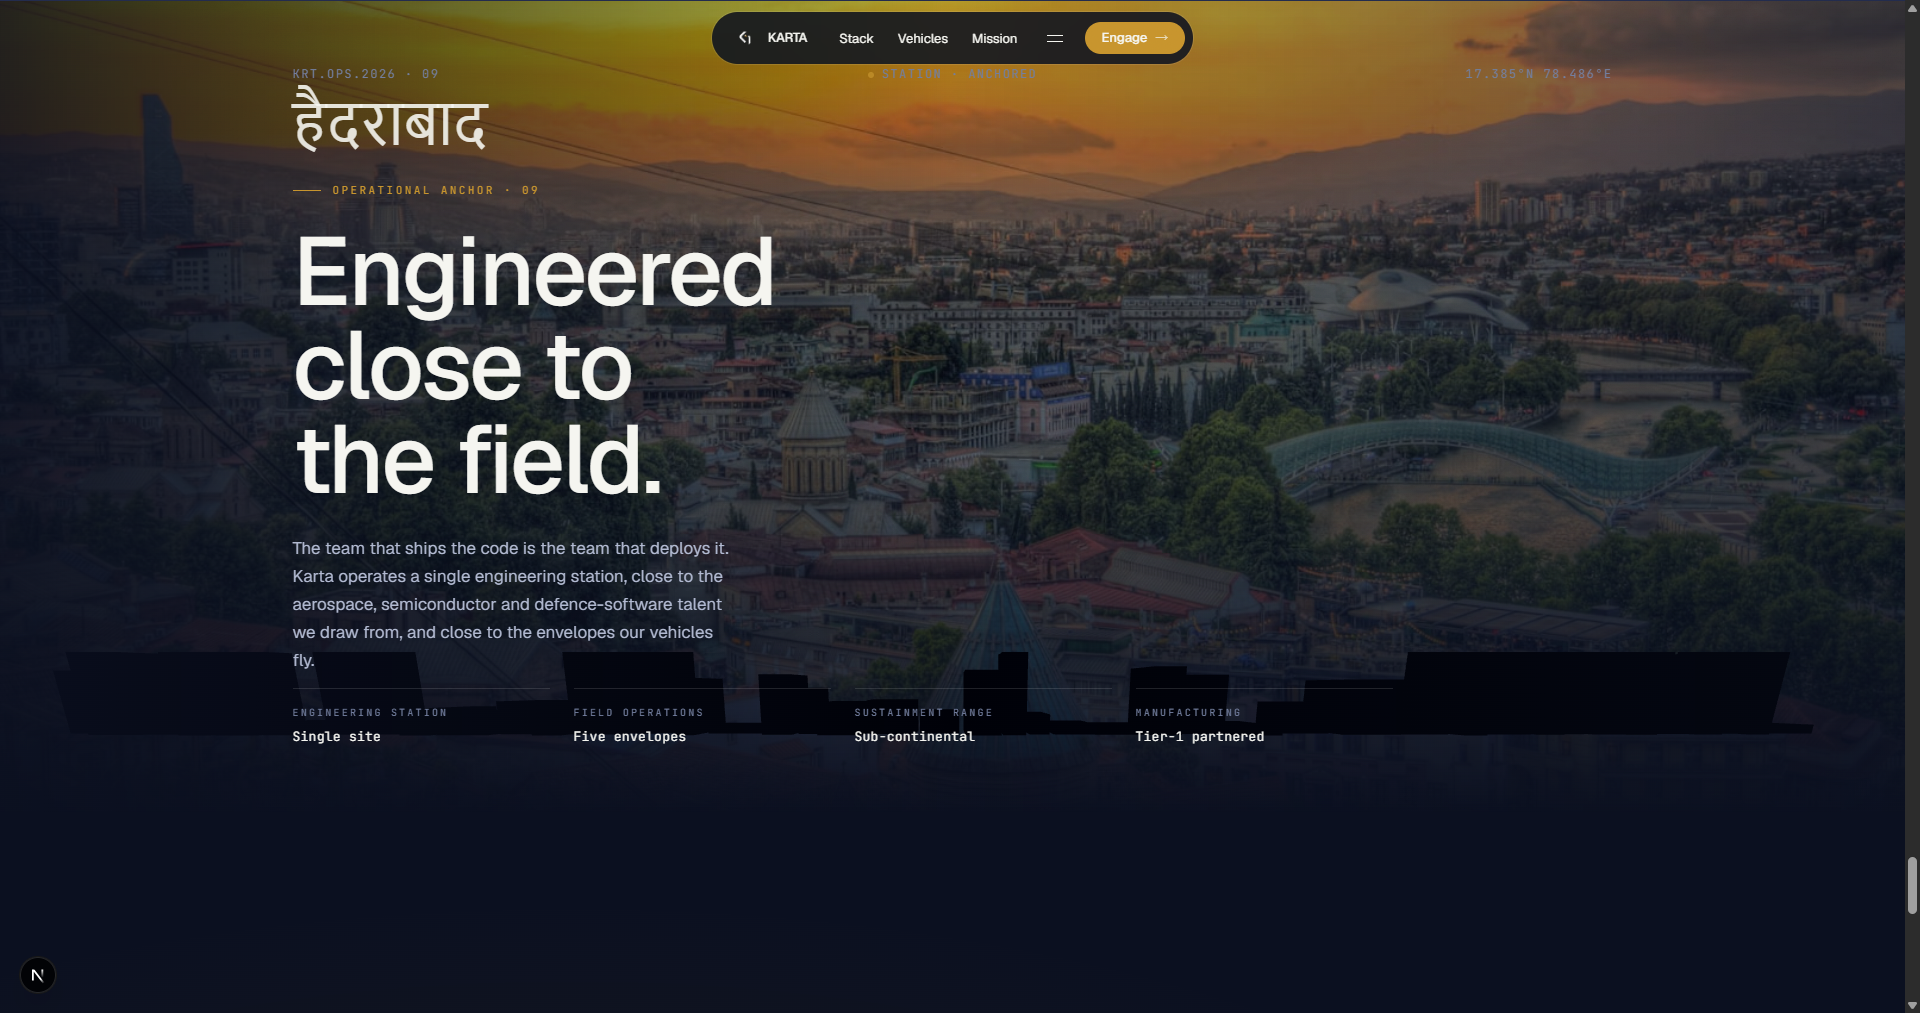 KARTA Stack Vehicles Mission Engage →
KRT.OPS.2026 · 09
STATION · ANCHORED
17.385°N 78.486°E
हैदराबाद
OPERATIONAL ANCHOR · 09
Engineered
close to
the field.
The team that ships the code is the team that deploys it.
Karta operates a single engineering station, close to the
aerospace, semiconductor and defence-software talent
we draw from, and close to the envelopes our vehicles
fly.
ENGINEERING STATION
Single site
FIELD OPERATIONS
Five envelopes
SUSTAINMENT RANGE
Sub-continental
MANUFACTURING
Tier-1 partnered
N